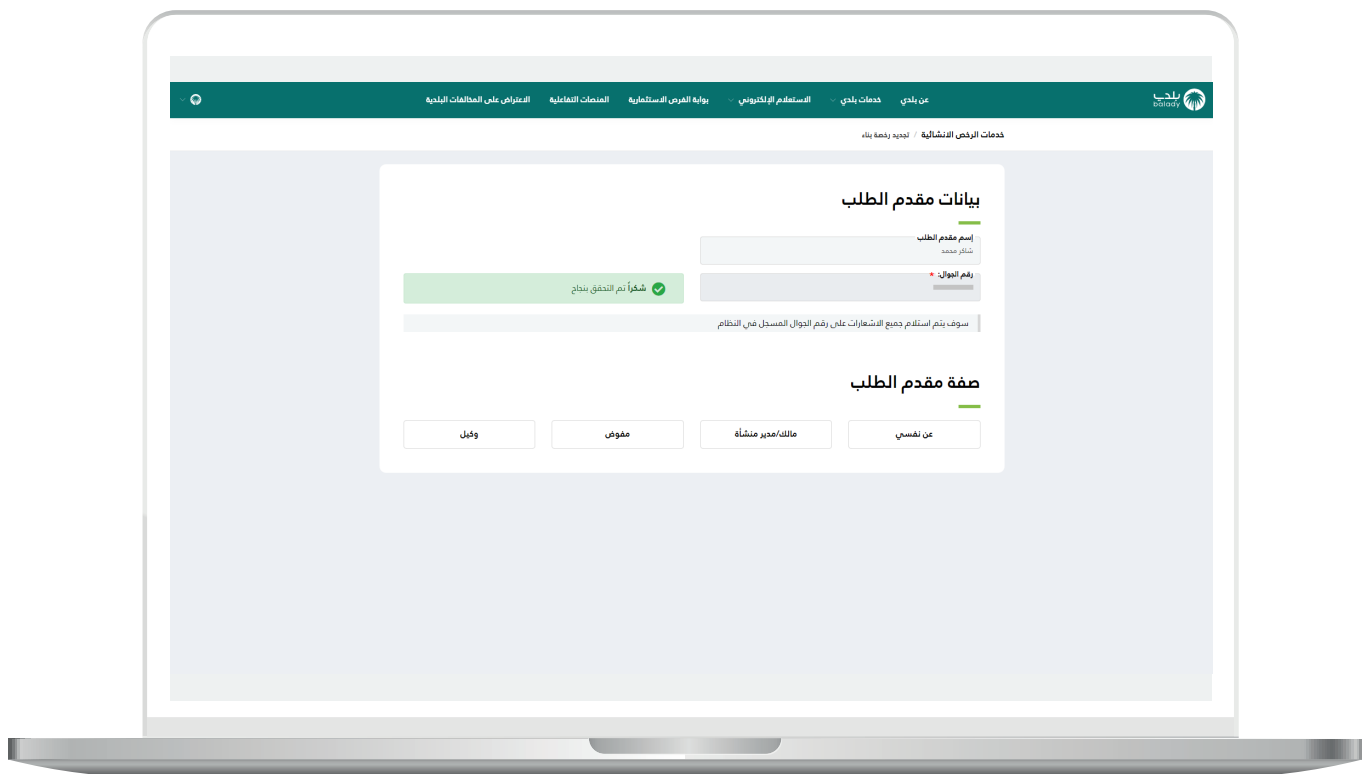 بلدي
balady
عن بلدي خدمات بلدي الاستعلام الإلكتروني بوابة الفرص الاستثمارية المنصات التفاعلية الاعتراض على المخالفات البلدية
خدمات الرخص الانشائية / تجديد رخصة بناء
بيانات مقدم الطلب
إسم مقدم الطلب
شاكر محمد
رقم الجوال: *
شكراً تم التحقق بنجاح
سوف يتم استلام جميع الاشعارات على رقم الجوال المسجل في النظام
صفة مقدم الطلب
عن نفسي مالك/مدير منشأة مفوض وكيل